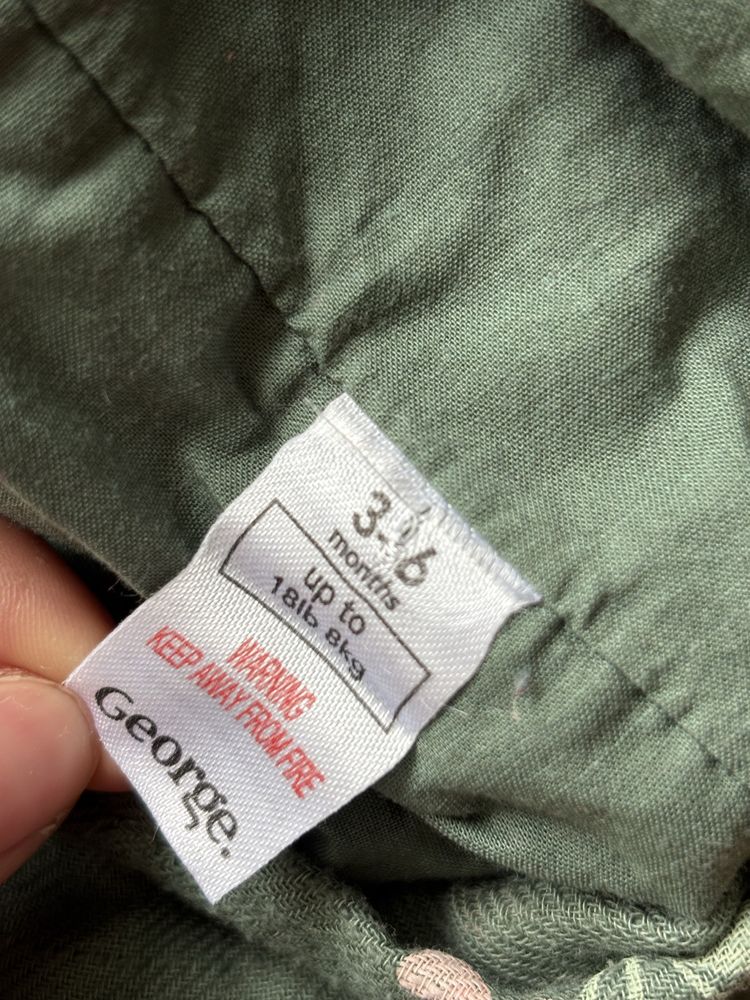 3-6
months
up to
18lb 8kg
WARNING
KEEP AWAY FROM FIRE
George.